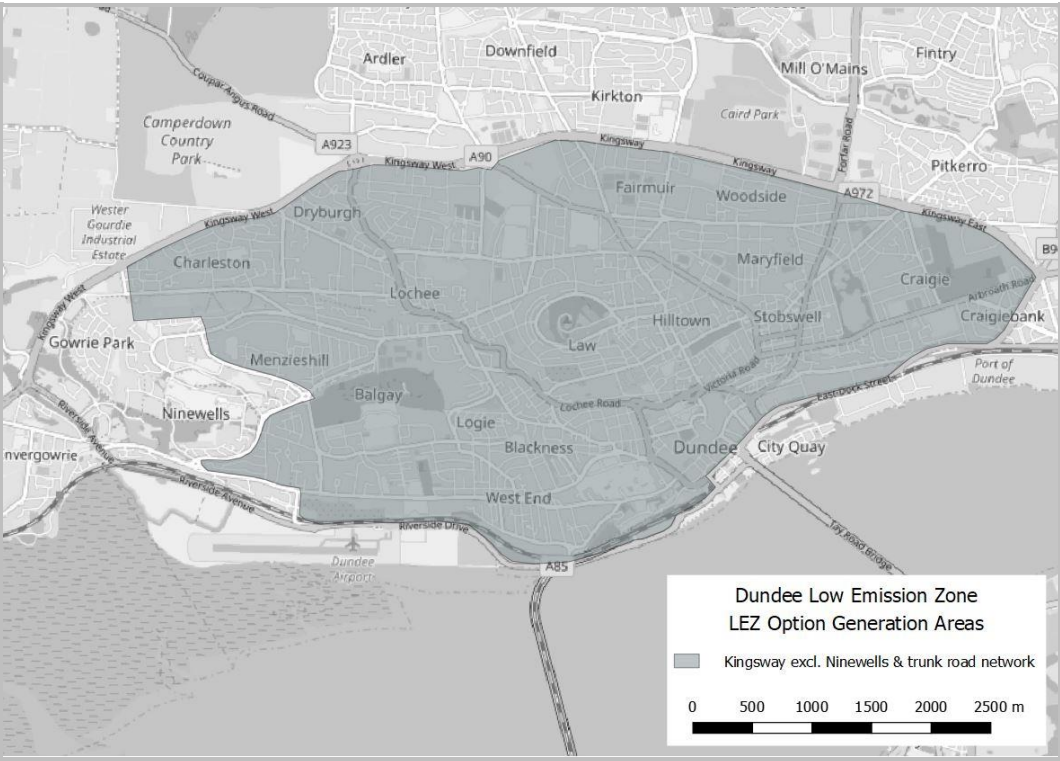 Ardler
Downfield
Fintry
Mill O'Mains
Kirkton
Coupar Angus Road
Camperdown
Country
Park
Caird Park
Forfar Road
A923
A90
Kingsway West
Kingsway
Kingsway
Pitkerro
A972
Fairmuir
Woodside
Dryburgh
Kingsway West
Kingsway East
Wester
Gourdie
Industrial
Estate
B9
Charleston
Maryfield
Craigie
Lochee
Arbroath Road
Kingsway West
Hilltown
Stobswell
Craigiebank
Gowrie Park
Law
Menzieshill
Victoria Road
Port of
Dundee
Balgay
East Dock Street
Lochee Road
Ninewells
Logie
Riverside Avenue
Blackness
Dundee
City Quay
nvergowrie
Riverside Avenue
West End
Riverside Drive
Tay Road Bridge
Dundee
Airport
A85
Dundee Low Emission Zone
LEZ Option Generation Areas
Kingsway excl. Ninewells & trunk road network
0 500 1000 1500 2000 2500 m